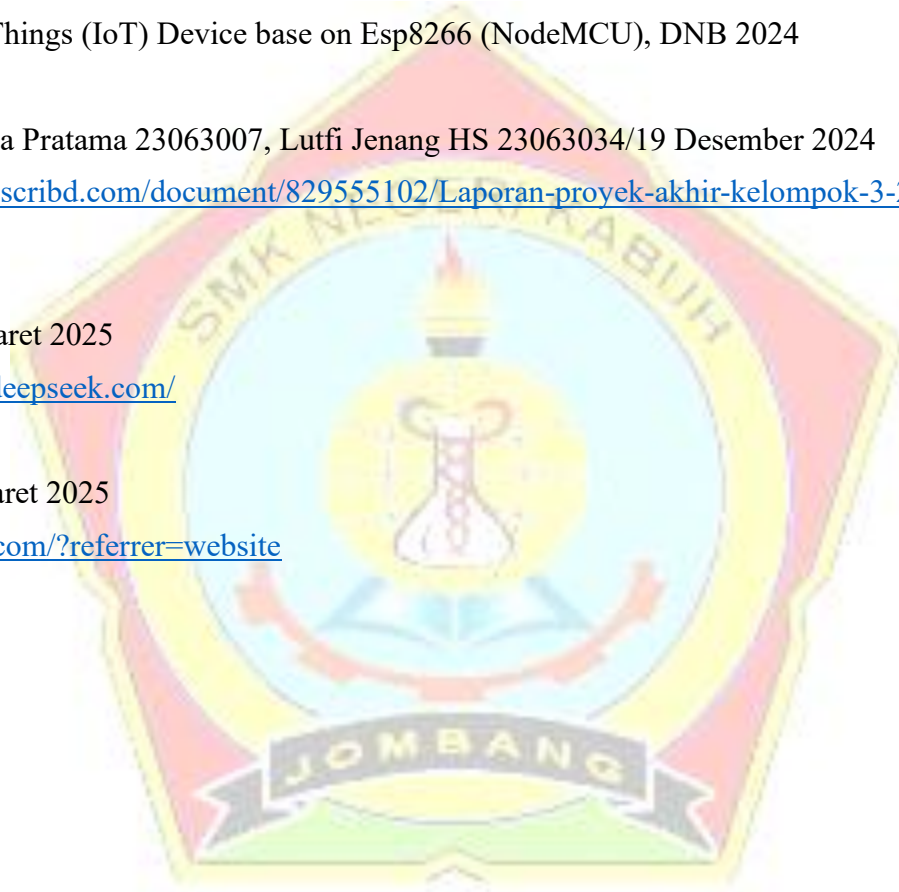 Things (IoT) Device base on Esp8266 (NodeMCU), DNB 2024
a Pratama 23063007, Lutfi Jenang HS 23063034/19 Desember 2024
scribd.com/document/829555102/Laporan-proyek-akhir-kelompok-3-
SMK NEGERI KABUH
aret 2025
deepseek.com/
aret 2025
com/?referrer=website
JOMBANG